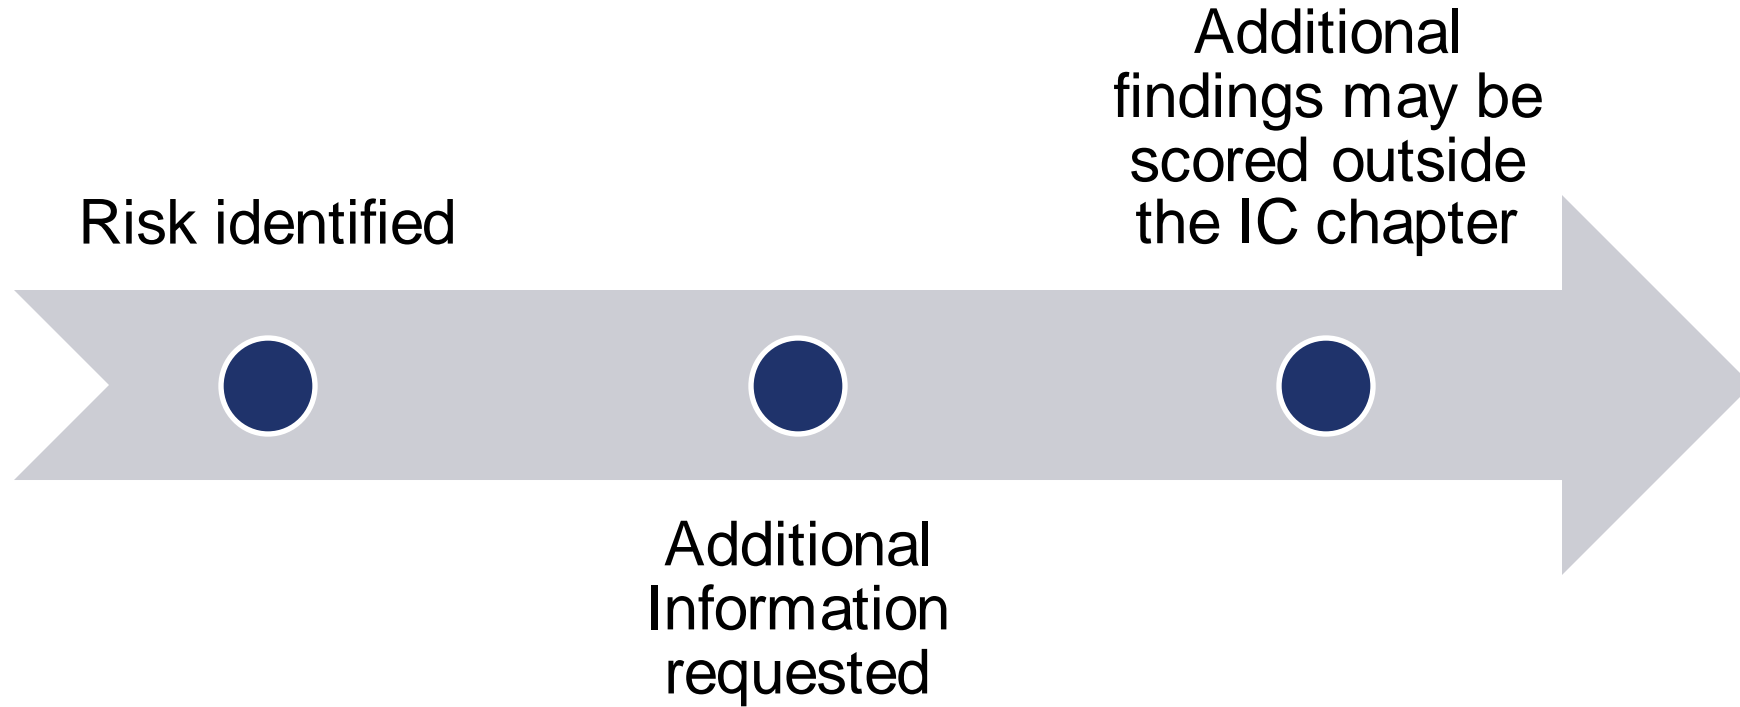 Risk identified
Additional
Information
requested
Additional
findings may be
scored outside
the IC chapter